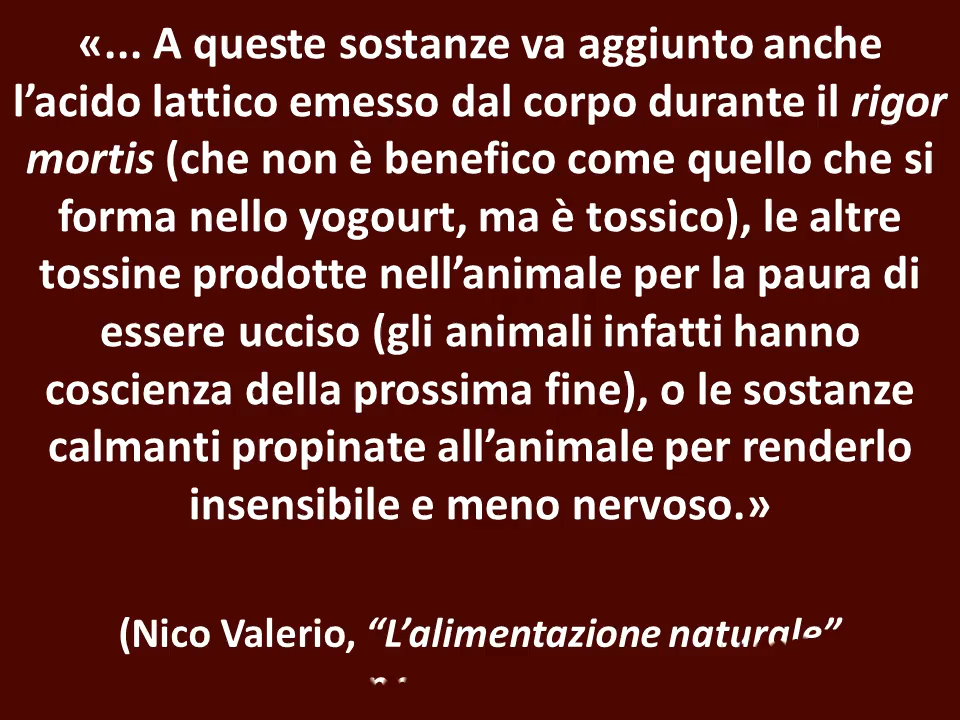 «... A queste sostanze va aggiunto anche
l’acido lattico emesso dal corpo durante il rigor
mortis (che non è benefico come quello che si
forma nello yogourt, ma è tossico), le altre
tossine prodotte nell’animale per la paura di
essere ucciso (gli animali infatti hanno
coscienza della prossima fine), o le sostanze
calmanti propinate all’animale per renderlo
insensibile e meno nervoso.»
(Nico Valerio, “L’alimentazione naturale”